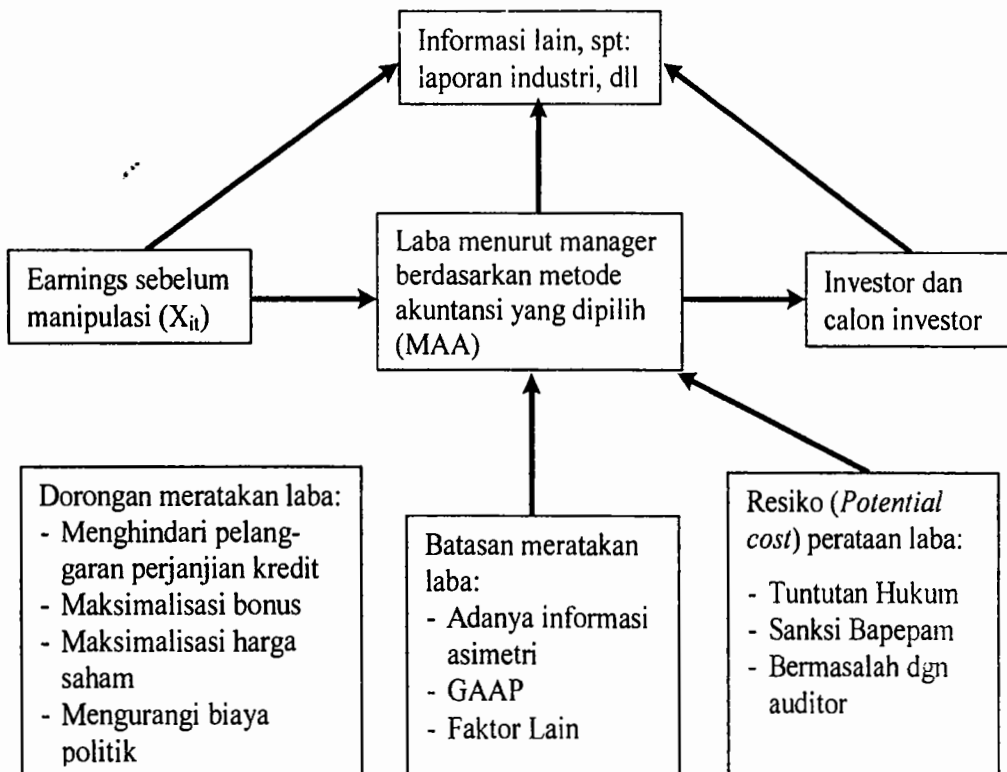 Informasi lain, spt:
laporan industri, dll
Earnings sebelum
manipulasi (Xit)
Laba menurut manager
berdasarkan metode
akuntansi yang dipilih
(MAA)
Investor dan
calon investor
Dorongan meratakan laba:
- Menghindari pelang-
garan perjanjian kredit
- Maksimalisasi bonus
- Maksimalisasi harga
saham
- Mengurangi biaya
politik
Batasan meratakan
laba:
- Adanya informasi
asimetri
- GAAP
- Faktor Lain
Resiko (Potential
cost) perataan laba:
- Tuntutan Hukum
- Sanksi Bapepam
- Bermasalah dgn
auditor